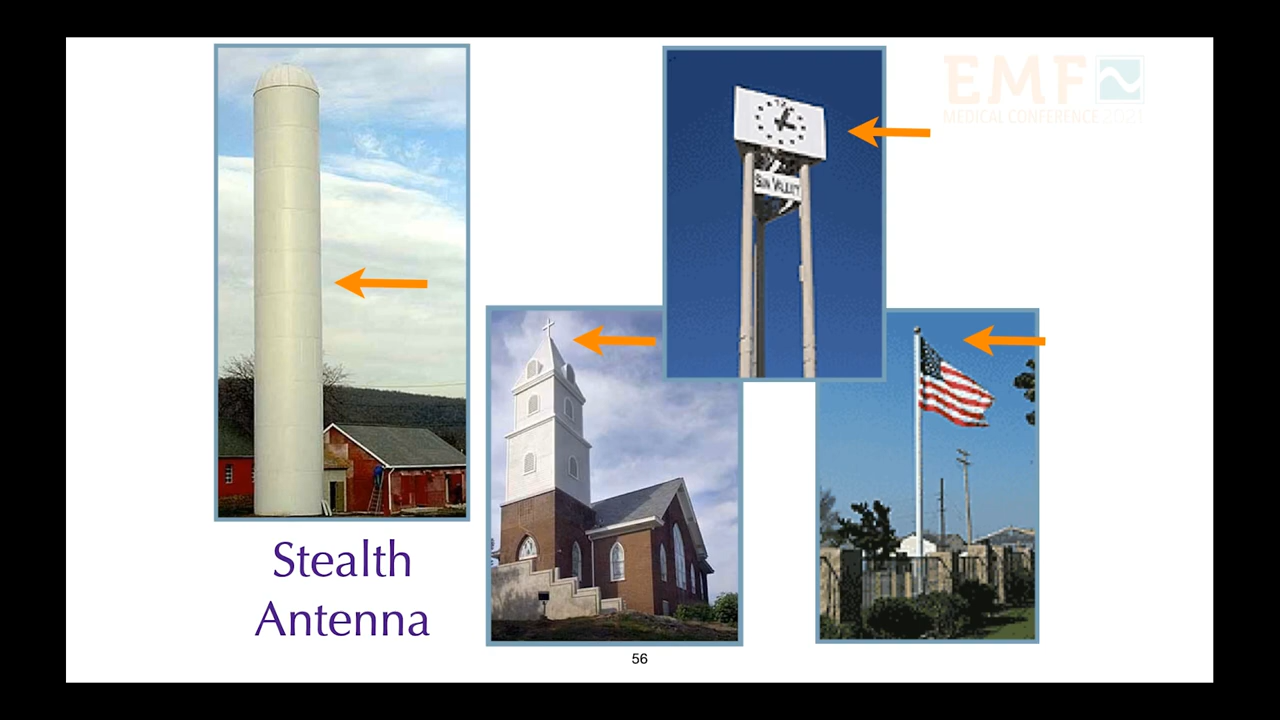 EMF
MEDICAL CONFERENCE 2021
SUN VALLEY
Stealth
Antenna
56